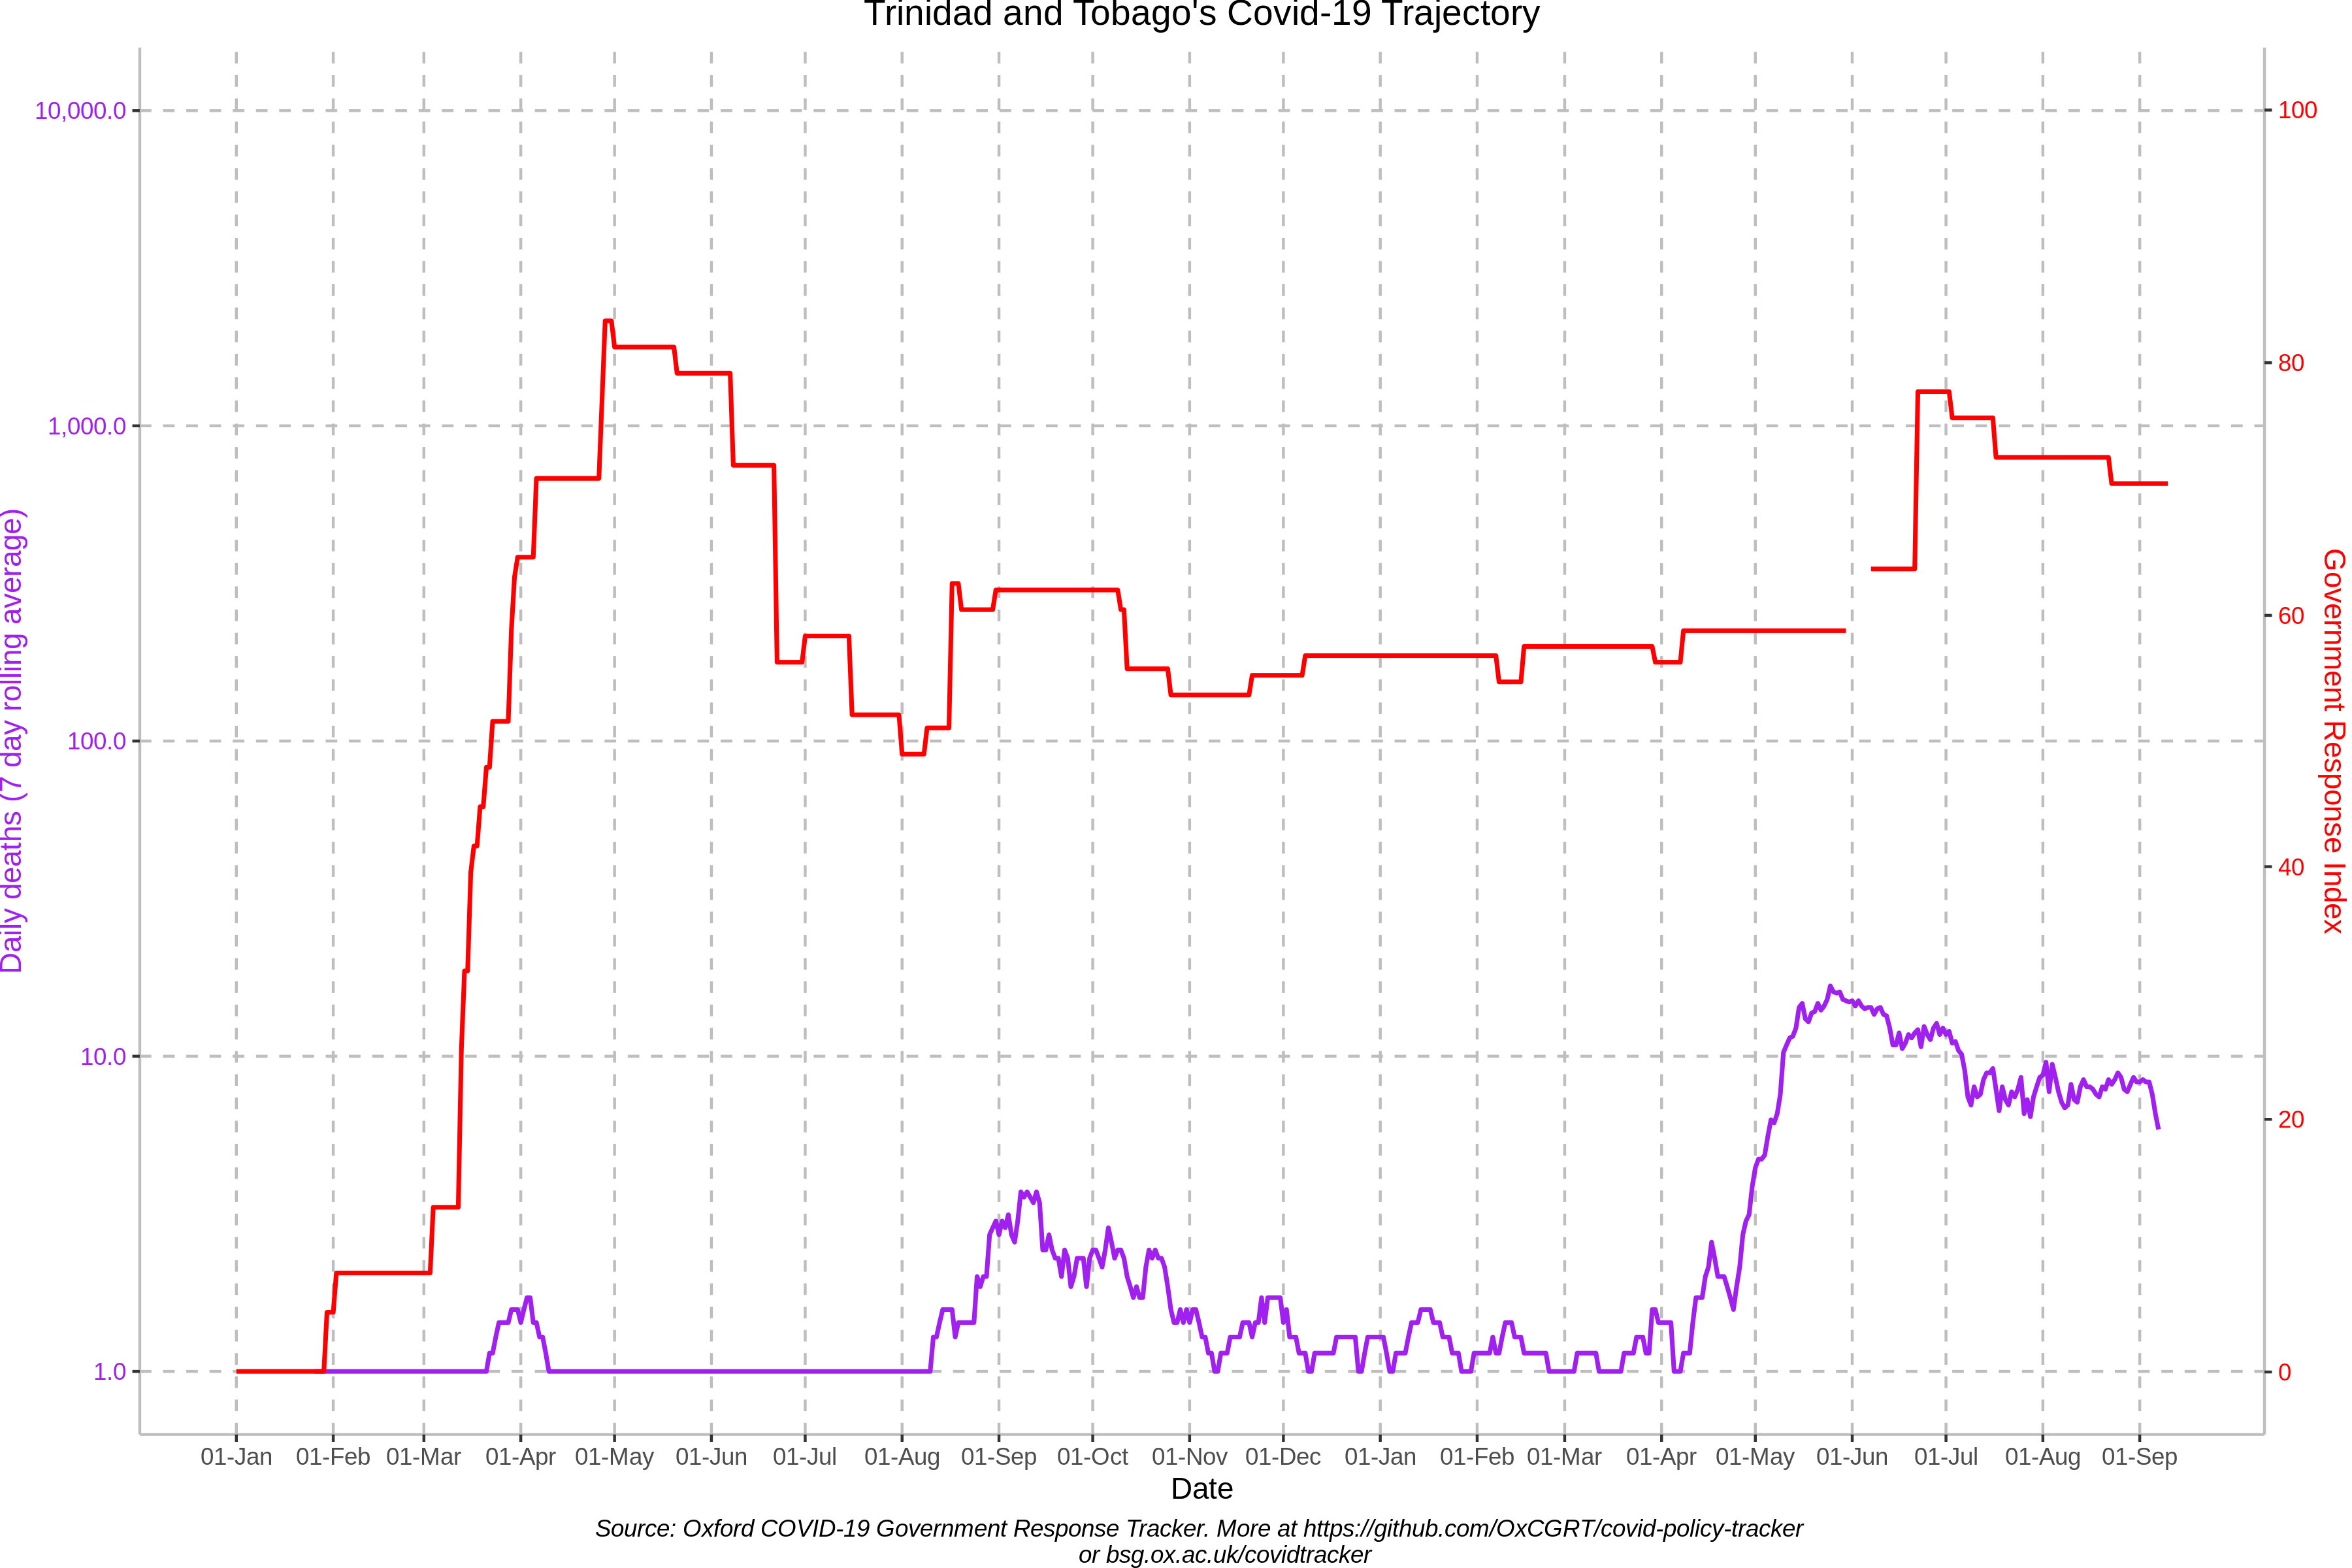 Trinidad and Tobago's Covid-19 Trajectory
10,000.0
1,000.0
100.0
10.0
1.0
Daily deaths (7 day rolling average)
100
80
60
40
20
0
Government Response Index
01-Jan 01-Feb 01-Mar 01-Apr 01-May 01-Jun 01-Jul 01-Aug 01-Sep 01-Oct 01-Nov 01-Dec 01-Jan 01-Feb 01-Mar 01-Apr 01-May 01-Jun 01-Jul 01-Aug 01-Sep
Date
Source: Oxford COVID-19 Government Response Tracker. More at https://github.com/OxCGRT/covid-policy-tracker
or bsg.ox.ac.uk/covidtracker